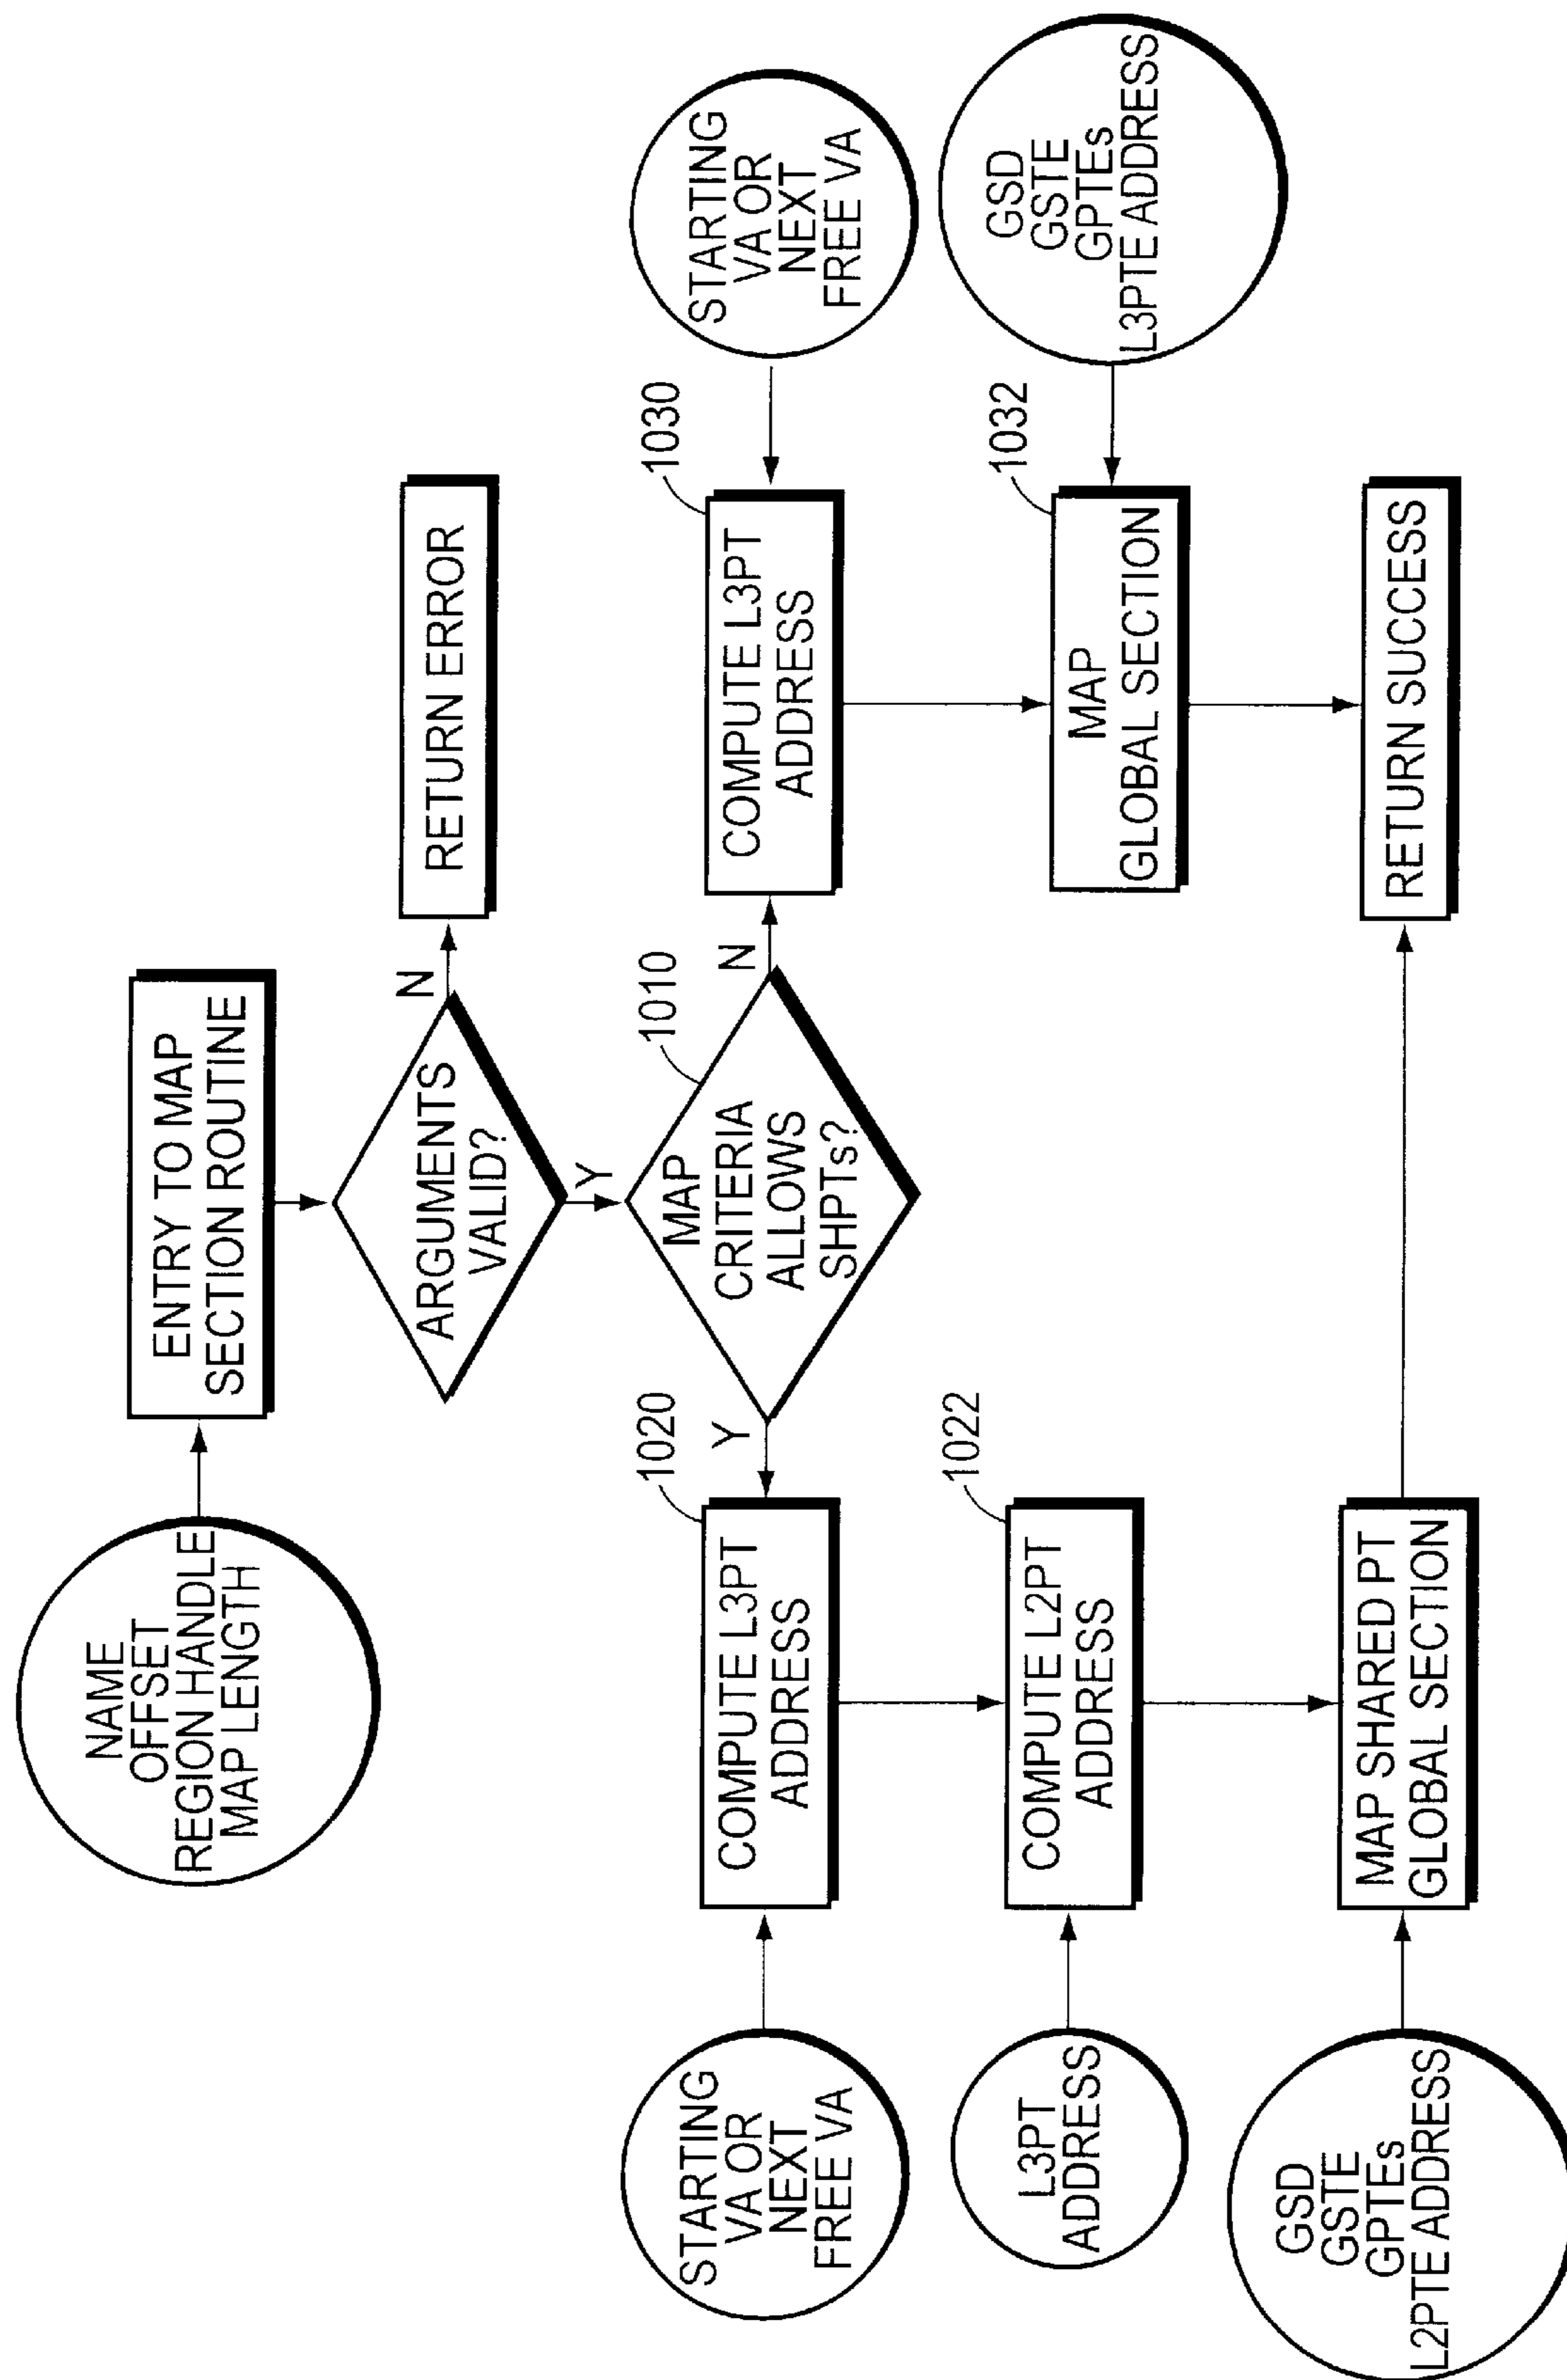 NAME
OFFSET
REGION HANDLE
MAP LENGTH
ENTRY TO MAP
SECTION ROUTINE
ARGUMENTS
VALID?
N
RETURN ERROR
Y
MAP
CRITERIA
ALLOWS
SHPTs?
1010
Y
N
STARTING
VA OR
NEXT
FREE VA
1020
COMPUTE L3PT
ADDRESS
1030
COMPUTE L3PT
ADDRESS
STARTING
VA OR
NEXT
FREE VA
L3PT
ADDRESS
1022
COMPUTE L2PT
ADDRESS
1032
MAP
GLOBAL SECTION
GSD
GSTE
GPTEs
L3PTE ADDRESS
GSD
GSTE
GPTEs
L2PTE ADDRESS
MAP SHARED PT
GLOBAL SECTION
RETURN SUCCESS